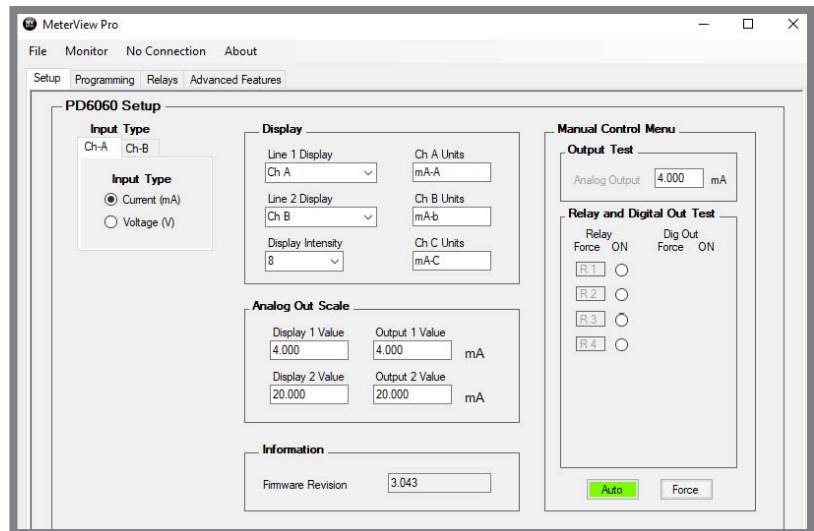 MeterView Pro
File Monitor No Connection About
Setup Programming Relays Advanced Features
PD6060 Setup
Input Type
Ch-A Ch-B
Input Type
Current (mA)
Voltage (V)
Display
Line 1 Display Ch A Units
Ch A mA-A
Line 2 Display Ch B Units
Ch B mA-b
Display Intensity Ch C Units
8 mA-C
Analog Out Scale
Display 1 Value Output 1 Value
4.000 4.000 mA
Display 2 Value Output 2 Value
20.000 20.000 mA
Information
Firmware Revision 3.043
Manual Control Menu
Output Test
Analog Output 4.000 mA
Relay and Digital Out Test
Relay Dig Out
Force ON Force ON
R 1
R 2
R 3
R 4
Auto Force